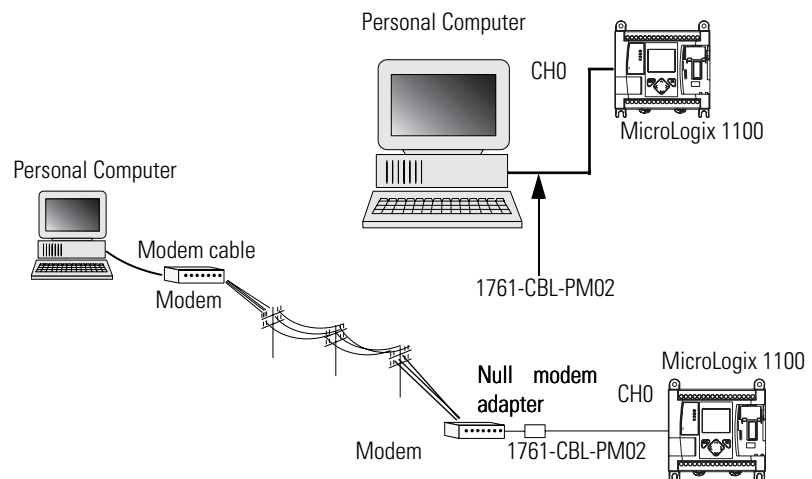 Personal Computer
CH0
MicroLogix 1100
1761-CBL-PM02
Personal Computer
Modem cable
Modem
Null modem
adapter
Modem
1761-CBL-PM02
CH0
MicroLogix 1100